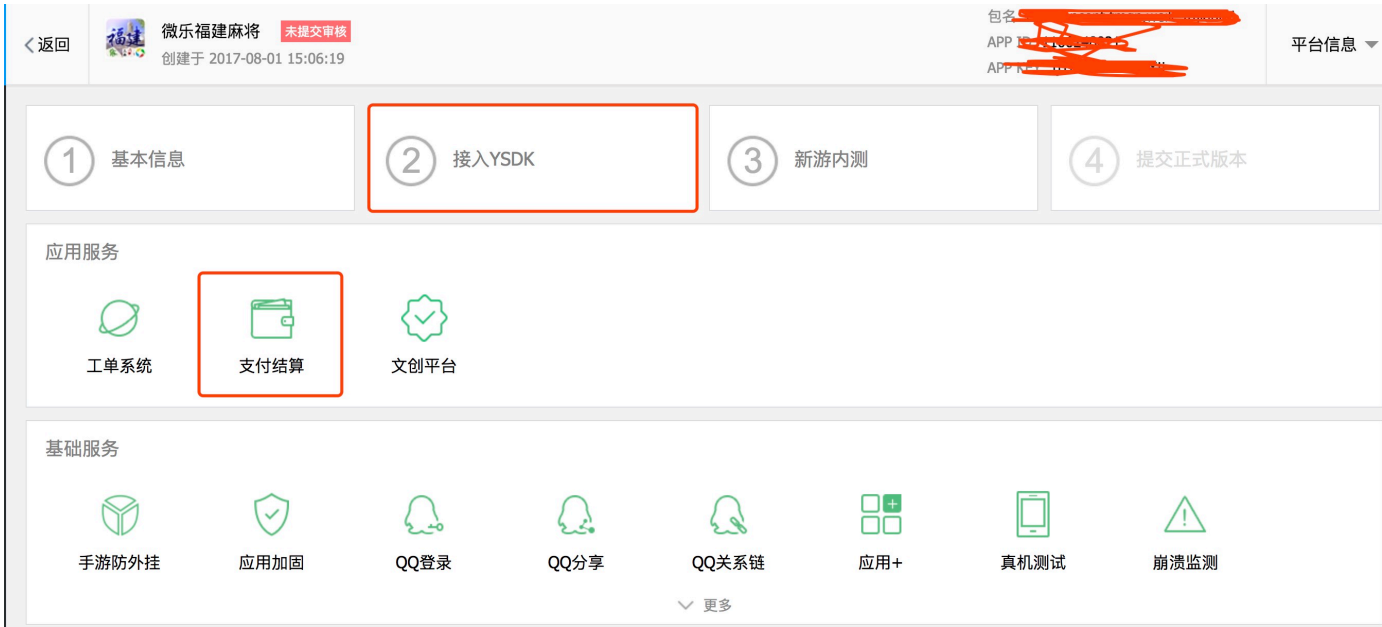 返回
微乐福建麻将 未提交审核
创建于 2017-08-01 15:06:19
包名
APP
APP
平台信息
1 基本信息
2 接入YSDK
3 新游内测
4 提交正式版本
应用服务
工单系统 支付结算 文创平台
基础服务
手游防外挂 应用加固 QQ登录 QQ分享 QQ关系链 应用+ 真机测试 崩溃监测
更多
福建